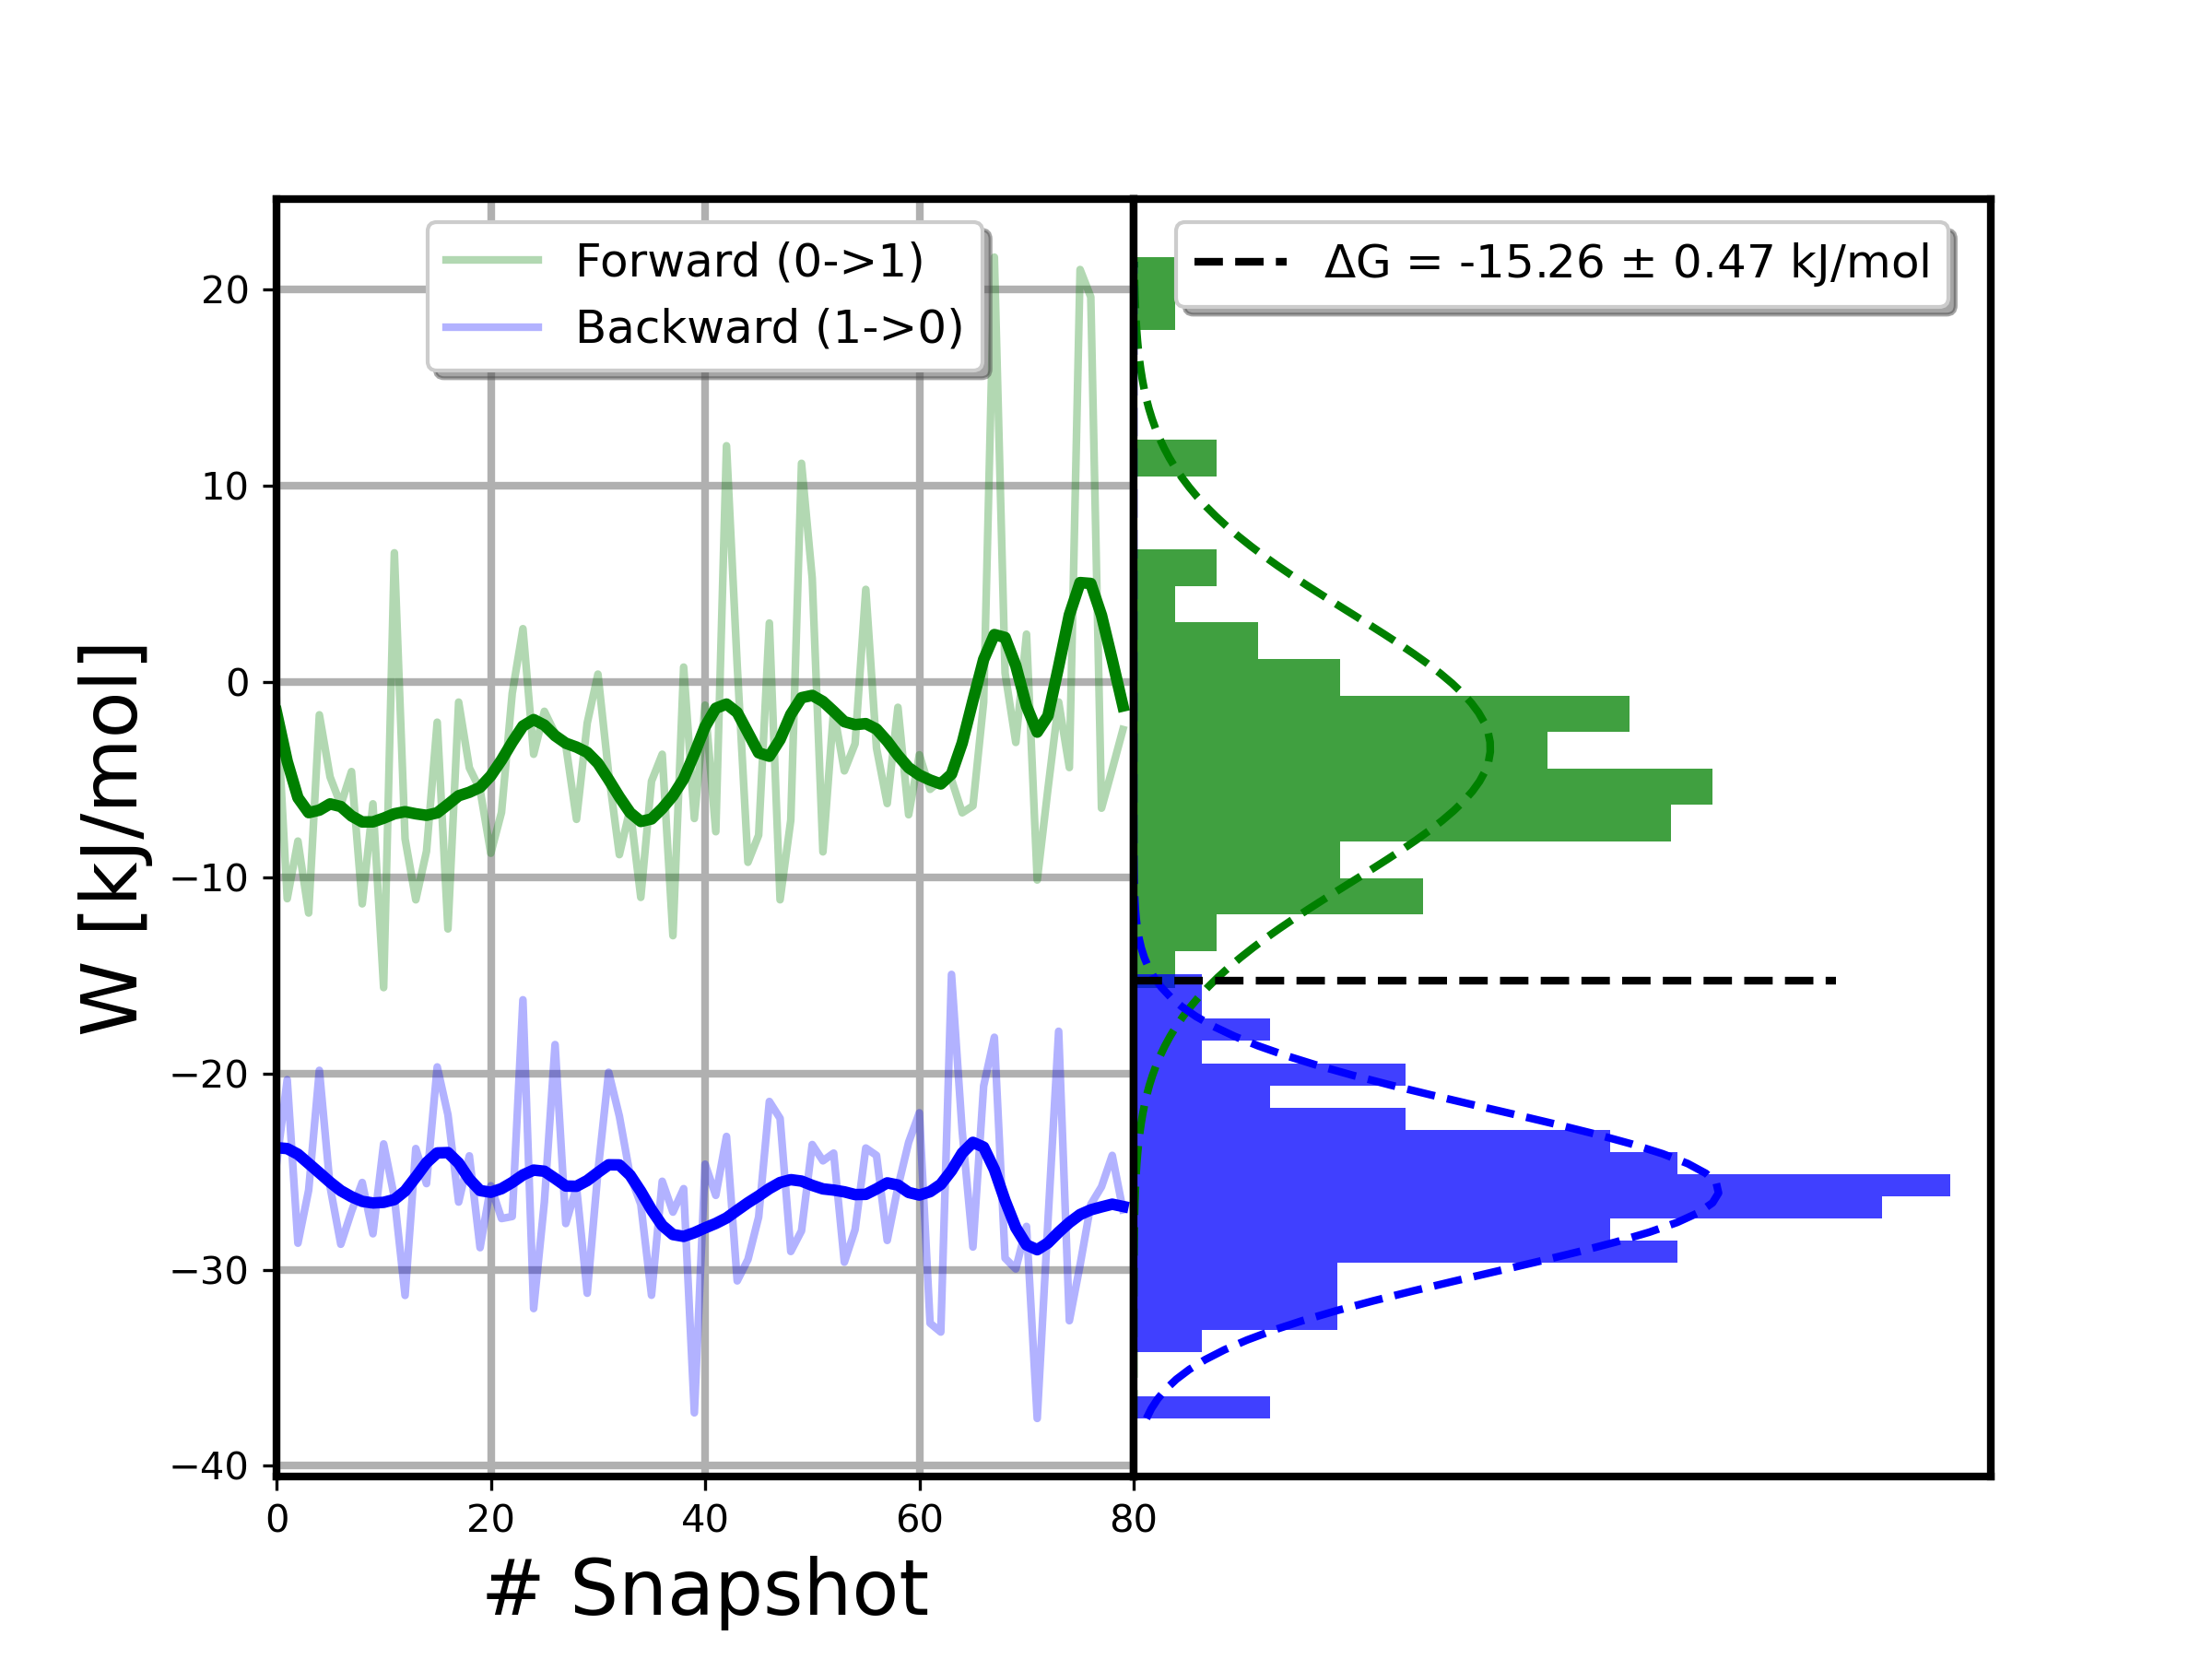 Forward (0->1)
Backward (1->0)
ΔG = -15.26 ± 0.47 kJ/mol
20
10
0
−10
−20
−30
−40
W [kJ/mol]
0
20
40
60
80
# Snapshot